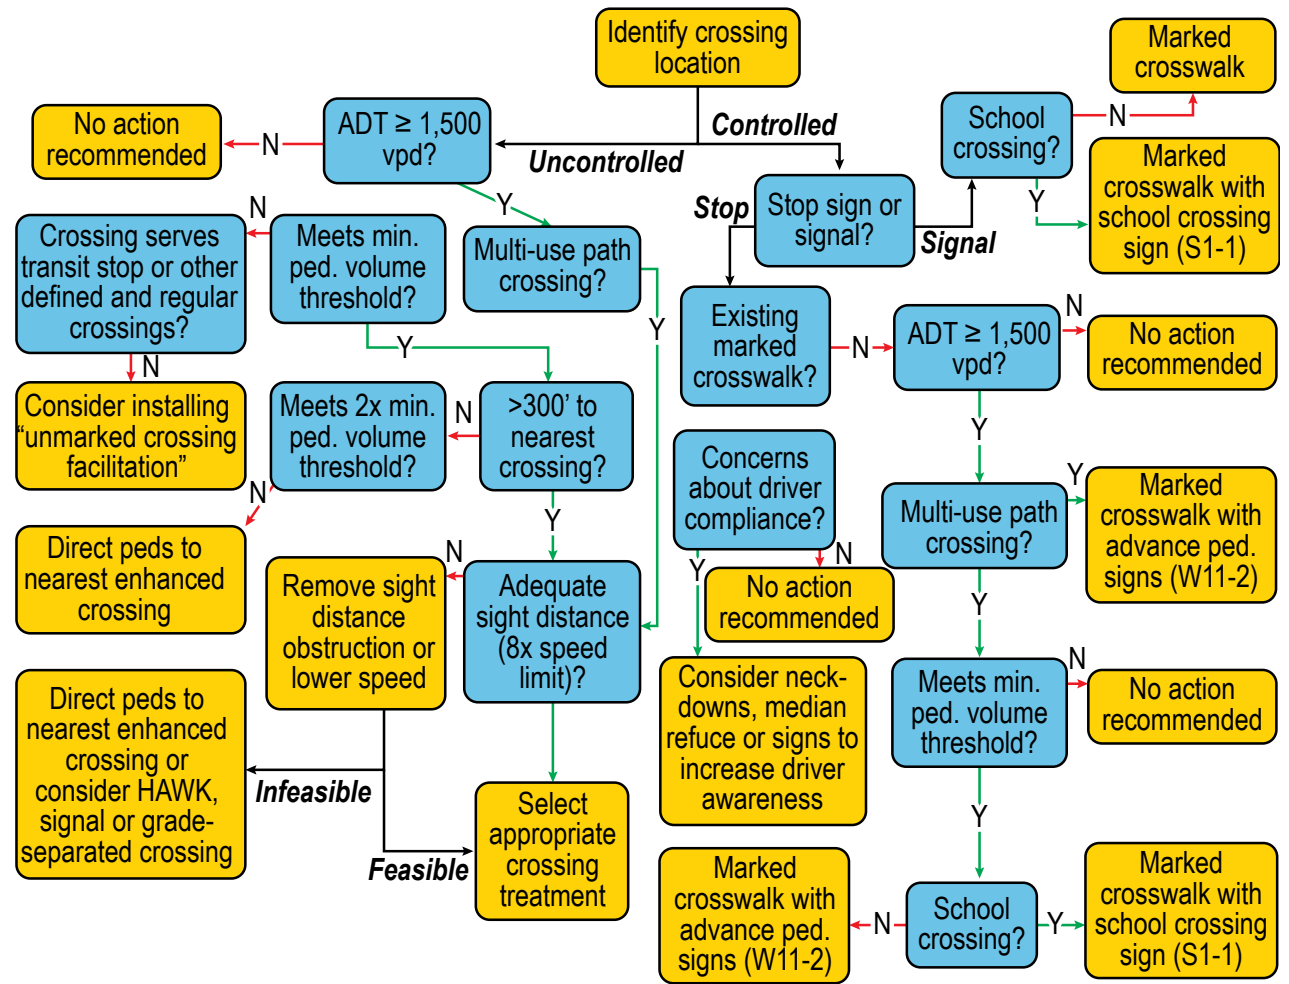 Identify crossing
location
Controlled
Uncontrolled
ADT ≥ 1,500
vpd?
N
No action
recommended
Y
Multi-use path
crossing?
Y
Meets min.
ped. volume
threshold?
N
Crossing serves
transit stop or other
defined and regular
crossings?
N
Consider installing
“unmarked crossing
facilitation”
Y
>300’ to
nearest
crossing?
N
Meets 2x min.
ped. volume
threshold?
N
Direct peds to
nearest enhanced
crossing
Y
Adequate
sight distance
(8x speed
limit)?
N
Remove sight
distance
obstruction or
lower speed
Infeasible
Direct peds to
nearest enhanced
crossing or
consider HAWK,
signal or grade-
separated crossing
Feasible
Select
appropriate
crossing
treatment
Stop sign or
signal?
Stop
Signal
School
crossing?
N
Marked
crosswalk
Y
Marked
crosswalk with
school crossing
sign (S1-1)
Existing
marked
crosswalk?
N
ADT ≥ 1,500
vpd?
N
No action
recommended
Y
Multi-use path
crossing?
Y
Marked
crosswalk with
advance ped.
signs (W11-2)
Y
Meets min.
ped. volume
threshold?
N
No action
recommended
Y
School
crossing?
N
Marked
crosswalk with
advance ped.
signs (W11-2)
Y
Marked
crosswalk with
school crossing
sign (S1-1)
Concerns
about driver
compliance?
N
No action
recommended
Y
Consider neck-
downs, median
refuce or signs to
increase driver
awareness